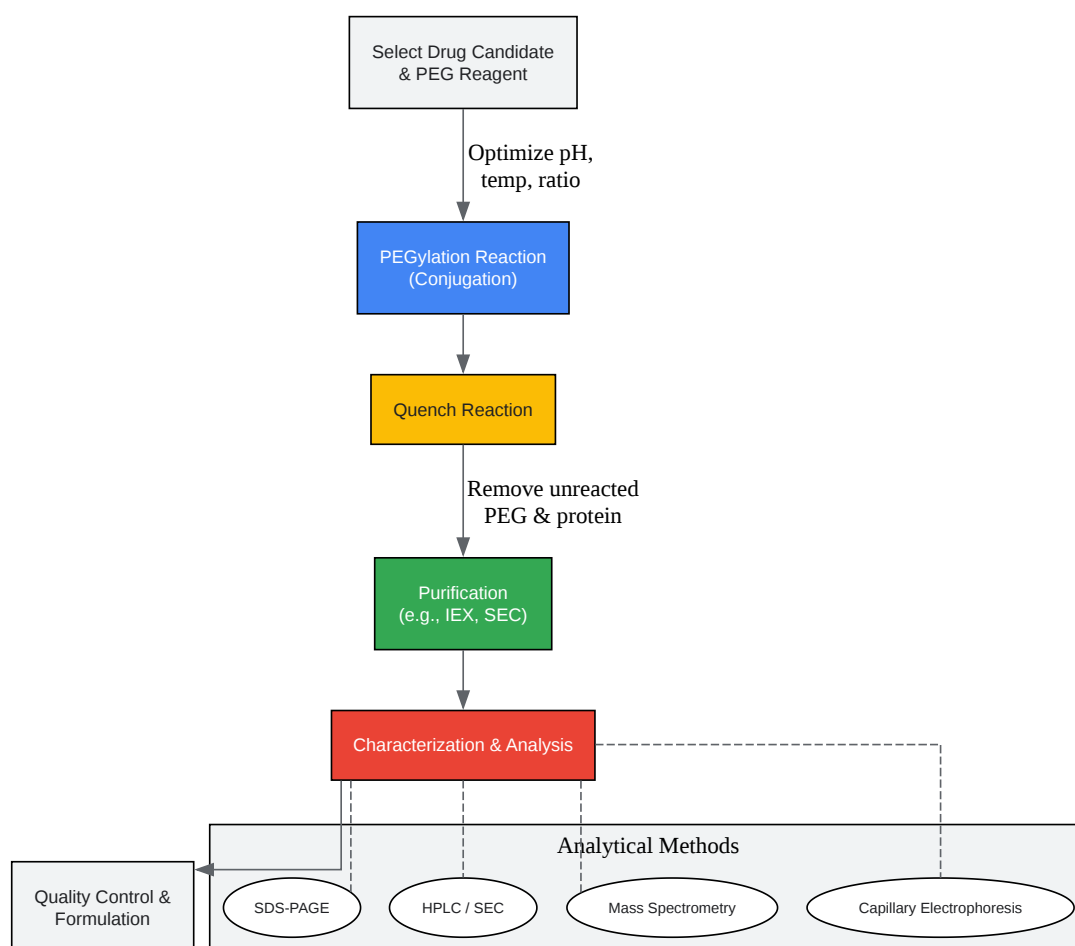 Select Drug Candidate
& PEG Reagent
Optimize pH,
temp, ratio
PEGylation Reaction
(Conjugation)
Quench Reaction
Remove unreacted
PEG & protein
Purification
(e.g., IEX, SEC)
Characterization & Analysis
Analytical Methods
Quality Control &
Formulation
SDS-PAGE
HPLC / SEC
Mass Spectrometry
Capillary Electrophoresis